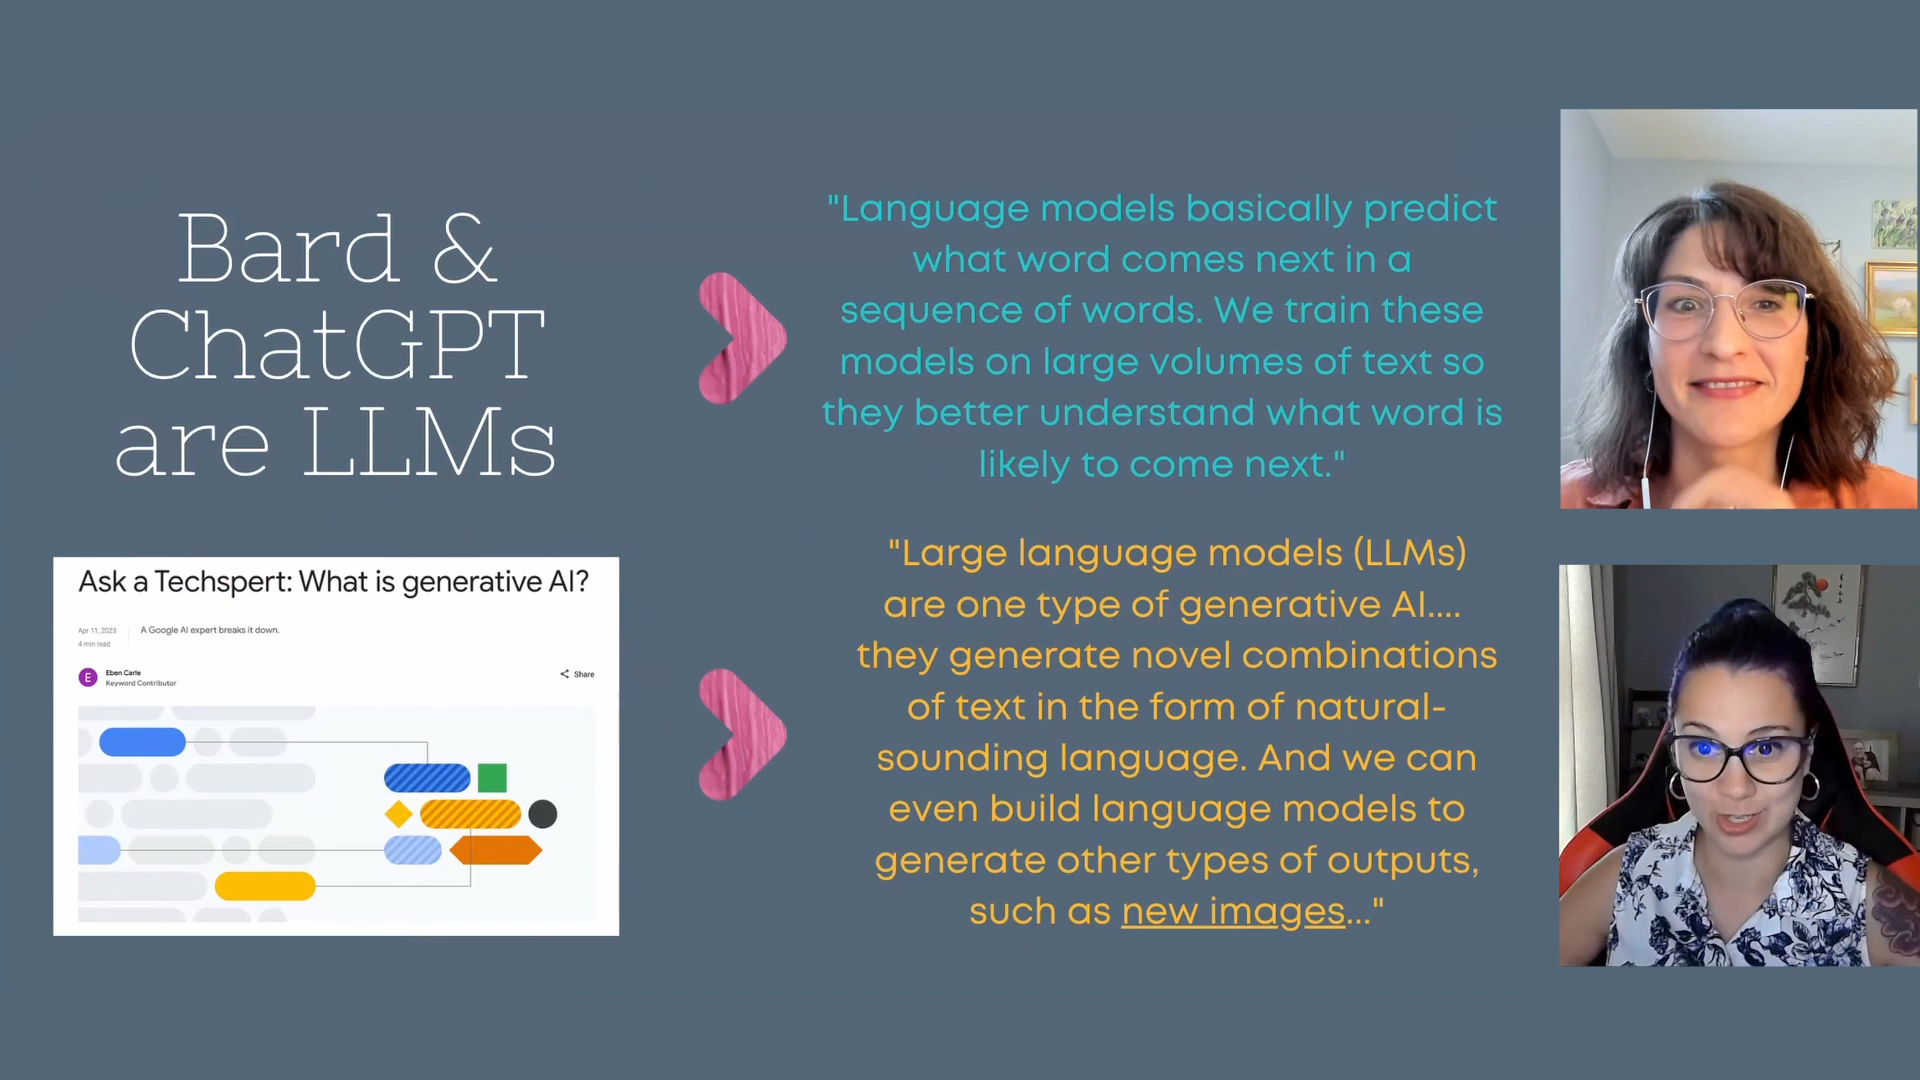 Bard &
ChatGPT
are LLMs
Ask a Techspert: What is generative AI?
Apr 11, 2023
4 min read
A Google AI expert breaks it down.
E
Eben Carle
Keyword Contributor
Share
"Language models basically predict
what word comes next in a
sequence of words. We train these
models on large volumes of text so
they better understand what word is
likely to come next."
"Large language models (LLMs)
are one type of generative AI....
they generate novel combinations
of text in the form of natural-
sounding language. And we can
even build language models to
generate other types of outputs,
such as new images..."